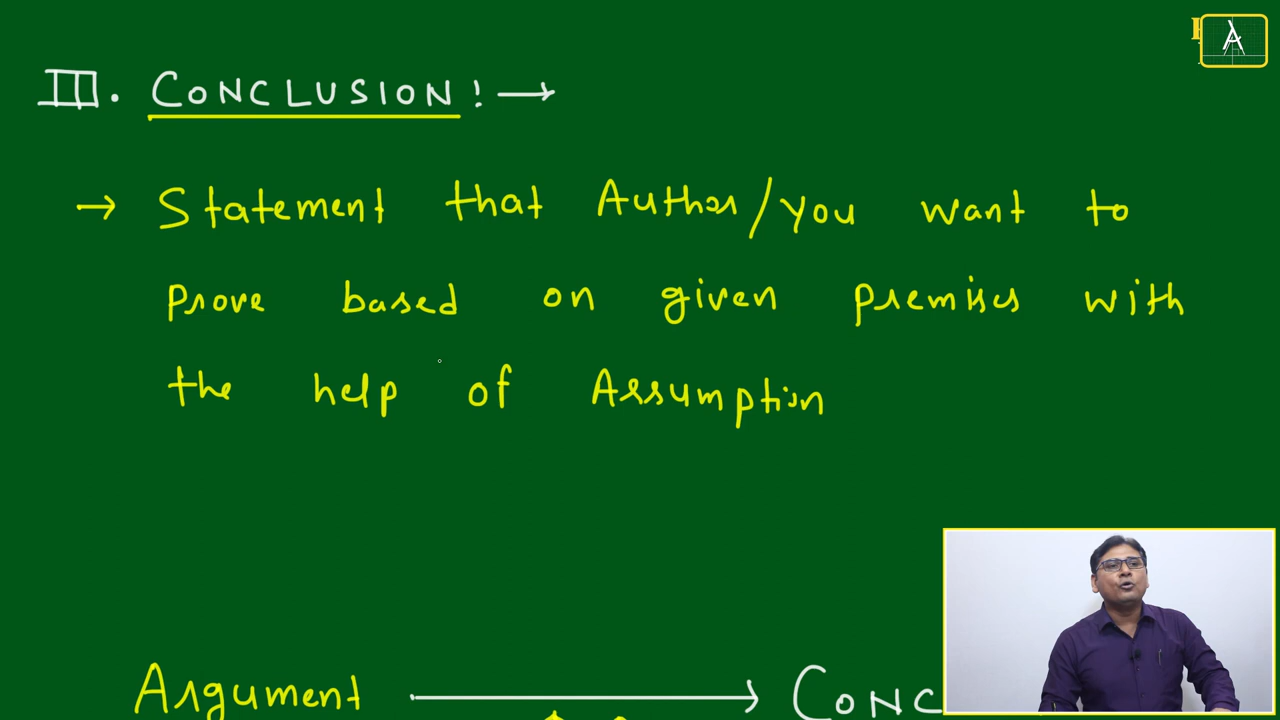 III. CONCLUSION :→
→ Statement that Author/You want to
Prove based on given premises with
the help of Assumption
Argument → CONC